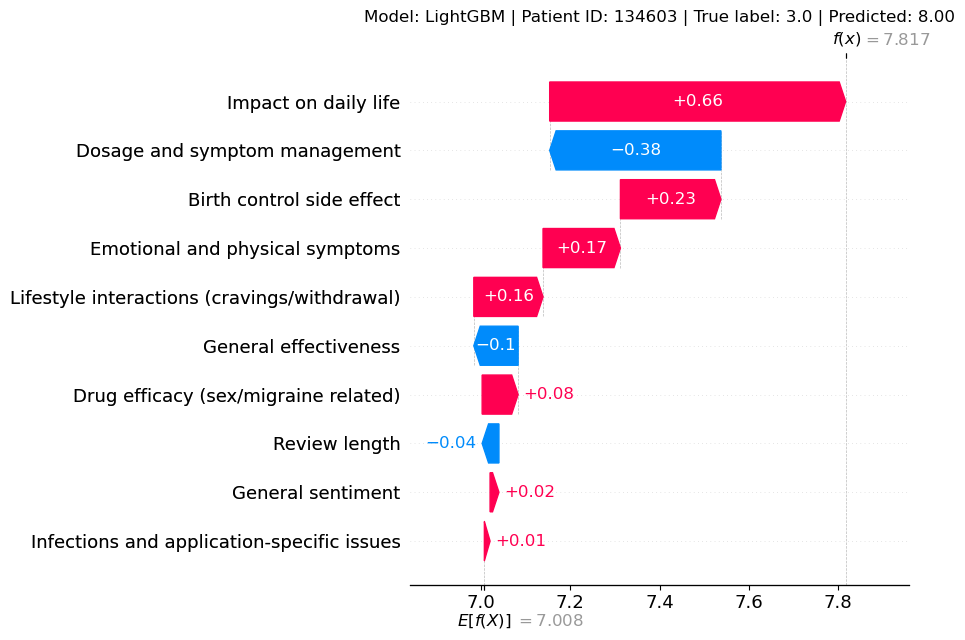 Model: LightGBM | Patient ID: 134603 | True label: 3.0 | Predicted: 8.00
f(x) = 7.817
Impact on daily life +0.66
Dosage and symptom management −0.38
Birth control side effect +0.23
Emotional and physical symptoms +0.17
Lifestyle interactions (cravings/withdrawal) +0.16
General effectiveness −0.1
Drug efficacy (sex/migraine related) +0.08
Review length −0.04
General sentiment +0.02
Infections and application-specific issues +0.01
7.0 7.2 7.4 7.6 7.8
E[f(X)] = 7.008